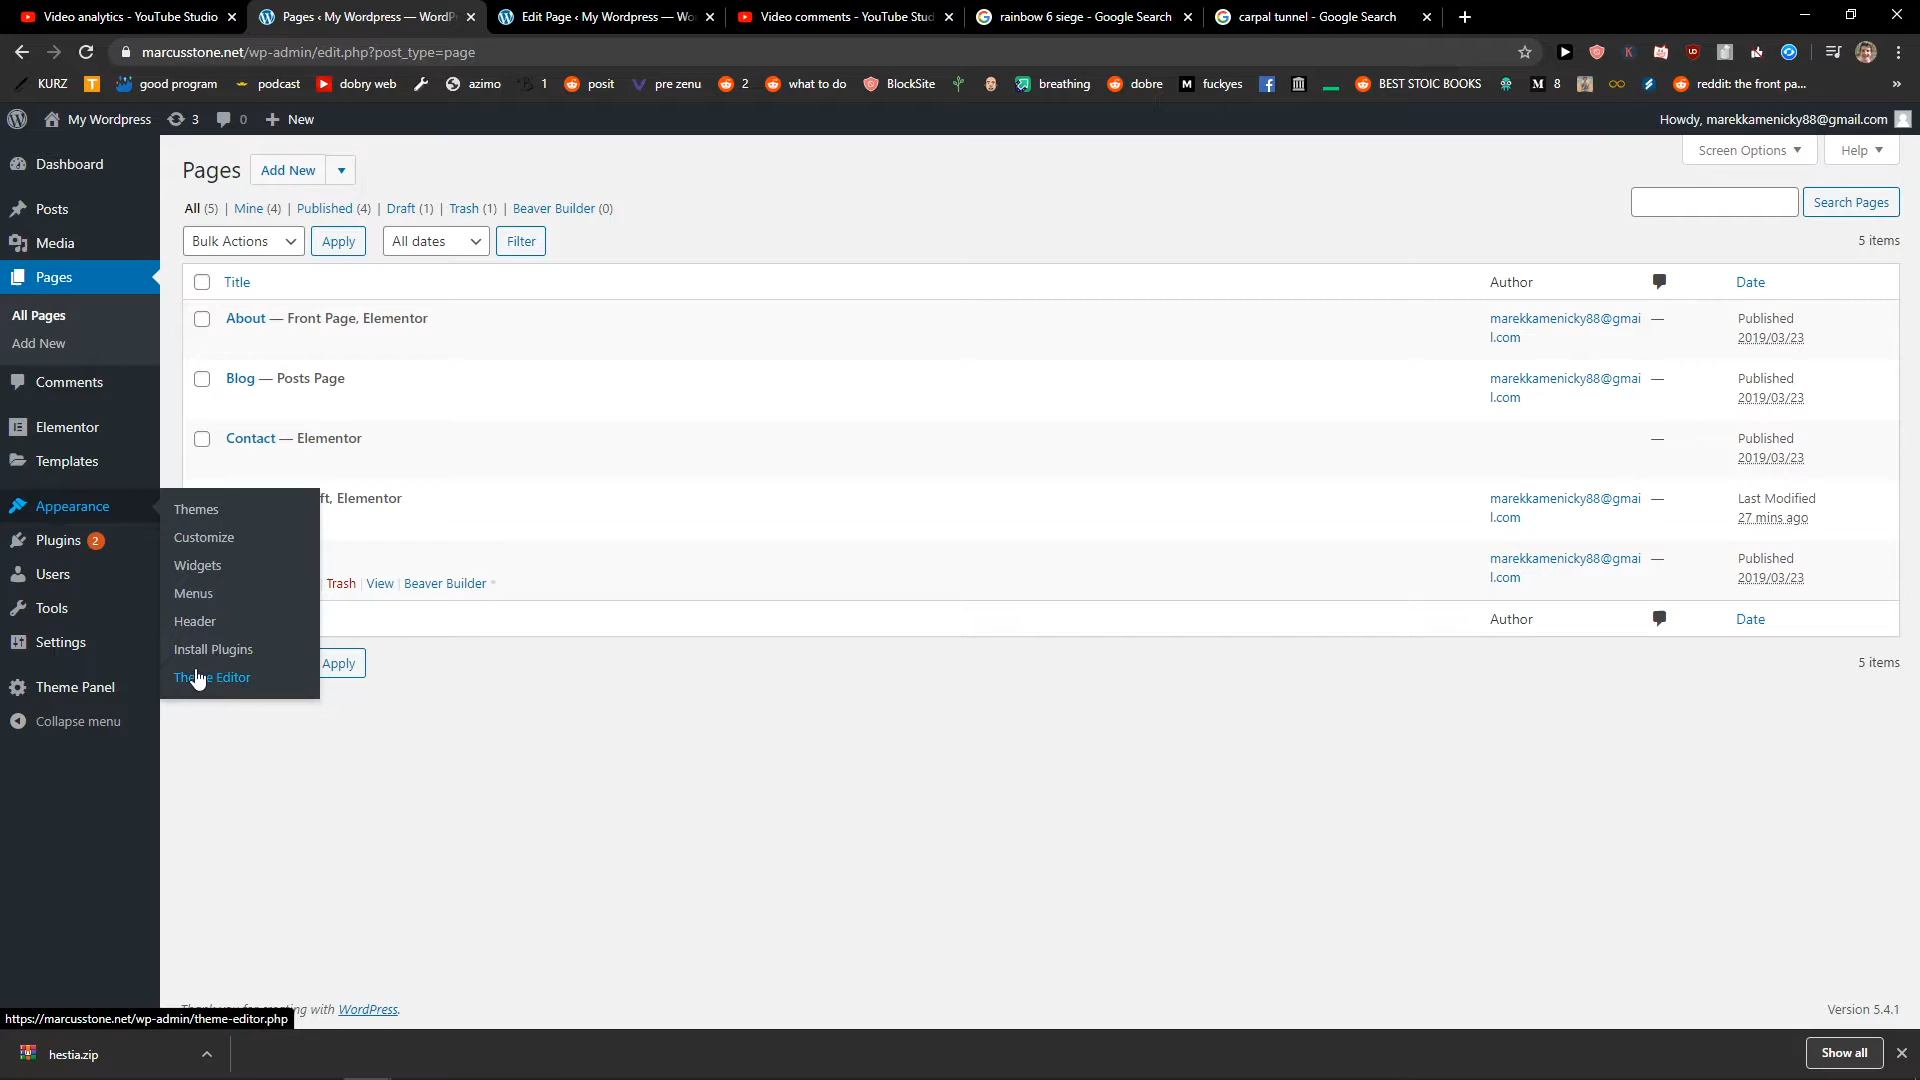 Video analytics - YouTube Studio
Pages ‹ My Wordpress — WordP
Edit Page ‹ My Wordpress — Wo
Video comments - YouTube Stud
rainbow 6 siege - Google Search
carpal tunnel - Google Search
marcusstone.net/wp-admin/edit.php?post_type=page
KURZ
good program
podcast
dobry web
azimo
1
posit
pre zenu
2
what to do
BlockSite
breathing
dobre
fuckyes
BEST STOIC BOOKS
8
reddit: the front pa...
»
My Wordpress
3
0
New
Howdy, marekkamenicky88@gmail.com
Dashboard
Posts
Media
Pages
All Pages
Add New
Comments
Elementor
Templates
Appearance
Plugins 2
Users
Tools
Settings
Theme Panel
Collapse menu
Themes
Customize
Widgets
Menus
Header
Install Plugins
Theme Editor
Pages
Add New
Screen Options
Help
All (5) | Mine (4) | Published (4) | Draft (1) | Trash (1) | Beaver Builder (0)
Search Pages
Bulk Actions
Apply
All dates
Filter
5 items
Title
Author
Date
About — Front Page, Elementor
marekkamenicky88@gmai
l.com
—
Published
2019/03/23
Blog — Posts Page
marekkamenicky88@gmai
l.com
—
Published
2019/03/23
Contact — Elementor
—
Published
2019/03/23
ft, Elementor
marekkamenicky88@gmai
l.com
—
Last Modified
27 mins ago
marekkamenicky88@gmai
l.com
—
Published
2019/03/23
Trash | View | Beaver Builder
Author
Date
Apply
5 items
Thank you for creating with WordPress.
Version 5.4.1
https://marcusstone.net/wp-admin/theme-editor.php
hestia.zip
Show all